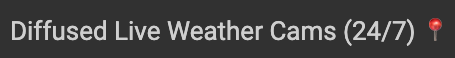 Diffused Live Weather Cams (24/7) 📍